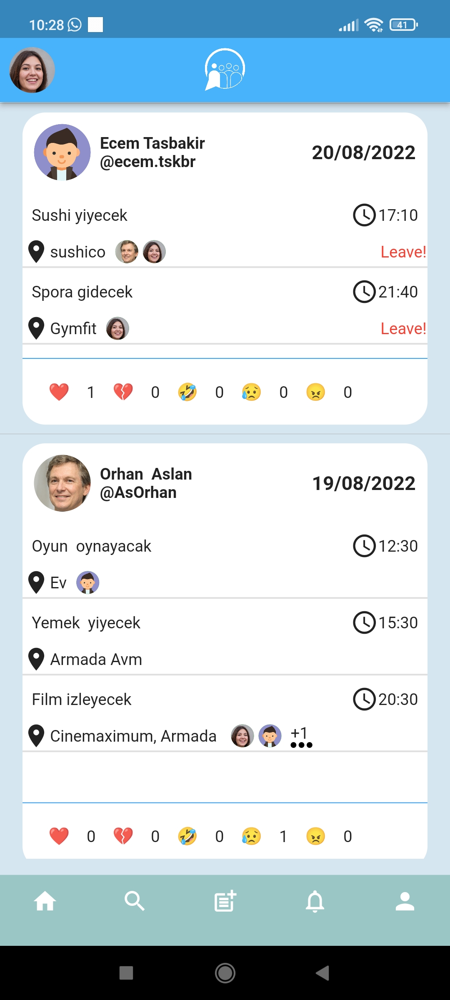 10:28 41
Ecem Tasbakir
@ecem.tskbr
20/08/2022
Sushi yiyecek 17:10
sushico Leave!
Spora gidecek 21:40
Gymfit Leave!
1 0 0 0 0
Orhan Aslan
@AsOrhan
19/08/2022
Oyun oynayacak 12:30
Ev
Yemek yiyecek 15:30
Armada Avm
Film izleyecek 20:30
Cinemaximum, Armada +1
0 0 0 1 0